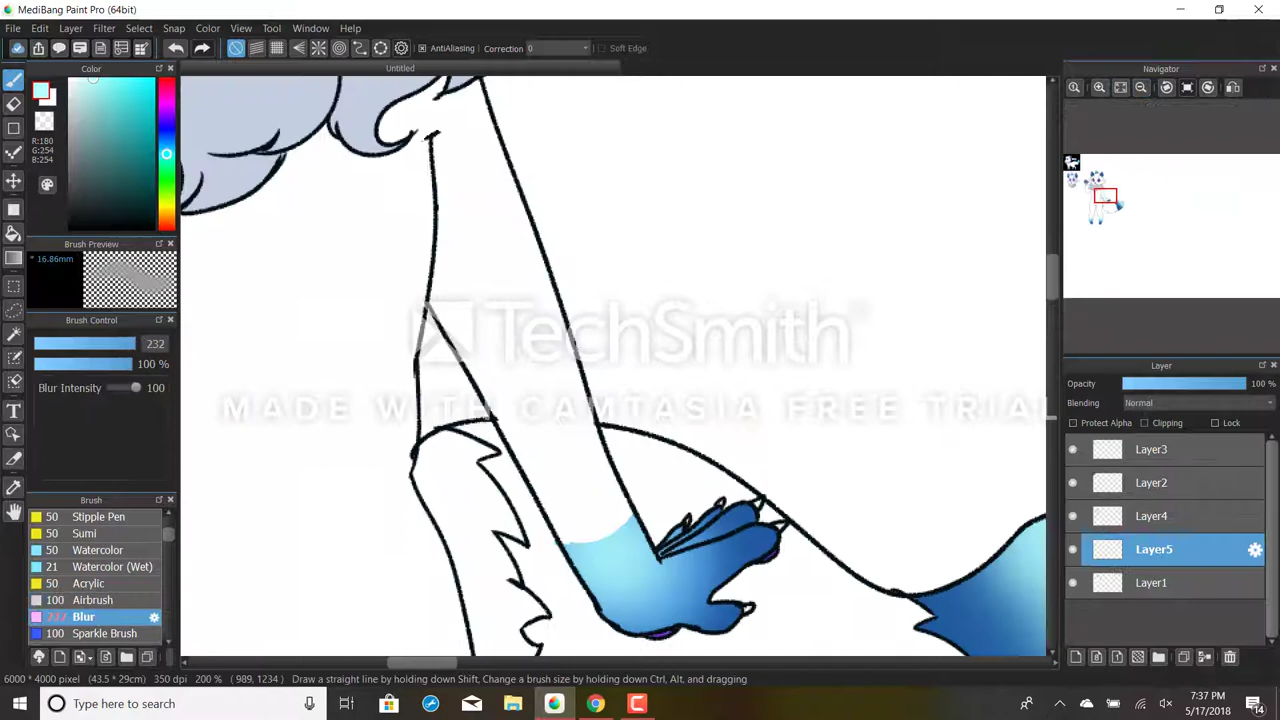 MediBang Paint Pro (64bit)
File Edit Layer Filter Select Snap Color View Tool Window Help
AntiAliasing Correction 0 Soft Edge
Color
Untitled
Navigator
R:180
G:254
B:254
Brush Preview
* 16.86mm
Brush Control
232
100 %
Blur Intensity 100
TechSmith
MADE WITH CAMTASIA FREE TRIAL
Layer
Opacity 100 %
Blending Normal
Protect Alpha Clipping Lock
Layer3
Layer2
Layer4
Layer5
Layer1
Brush
50 Stipple Pen
50 Sumi
50 Watercolor
21 Watercolor (Wet)
50 Acrylic
100 Airbrush
232 Blur
100 Sparkle Brush
6000 * 4000 pixel (43.5 * 29cm) 350 dpi 200 % ( 989, 1234 ) Draw a straight line by holding down Shift, Change a brush size by holding down Ctrl, Alt, and dragging
Type here to search
7:37 PM
5/17/2018
14